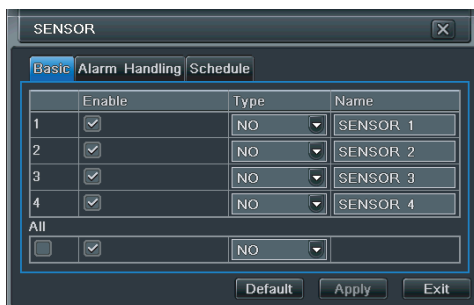 SENSOR
Basic Alarm Handling Schedule
Enable Type Name
1 NO SENSOR 1
2 NO SENSOR 2
3 NO SENSOR 3
4 NO SENSOR 4
All
NO
Default Apply Exit